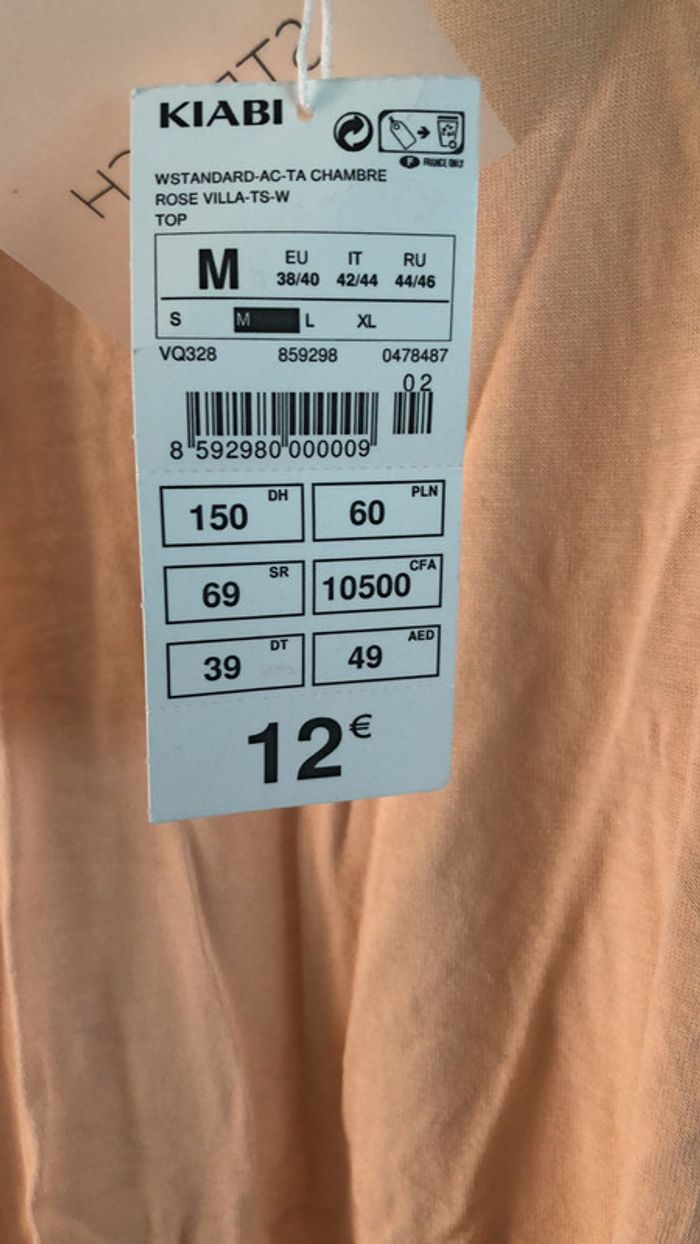 STRETCH
KIABI
FRANCE ONLY
WSTANDARD-AC-TA CHAMBRE
ROSE VILLA-TS-W
TOP
M EU IT RU
38/40 42/44 44/46
S M L XL
VQ328 859298 0478487
02
8 592980 000009
150 DH 60 PLN
69 SR 10500 CFA
39 DT 49 AED
12€